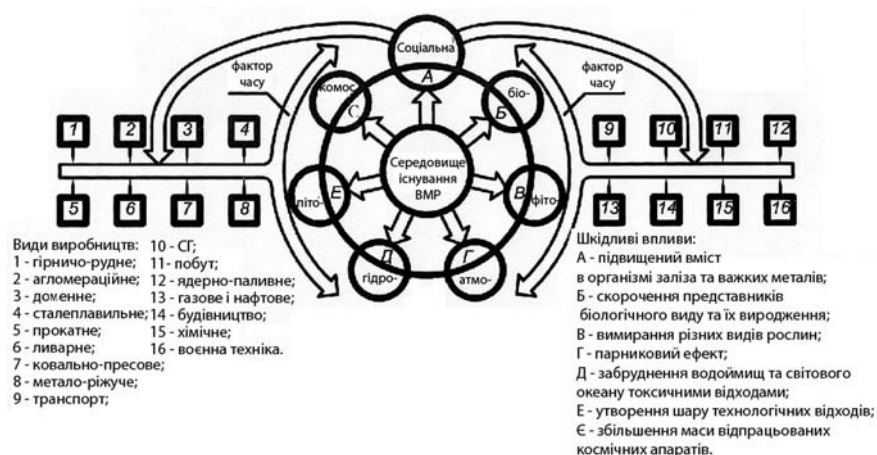 Соціальна
А
фактор
часу
фактор
часу
комос
Є
біо-
Б
1
2
3
4
9
10
11
12
Середовище
існування
ВМР
літо-
Е
В
фіто-
5
6
7
8
13
14
15
16
Д
гідро-
Г
атмо-
Види виробництв:
1 - гірничо-рудне;
2 - агломераційне;
3 - доменне;
4 - сталеплавильне;
5 - прокатне;
6 - ливарне;
7 - ковально-пресове;
8 - метало-ріжуче;
9 - транспорт;
10 - СГ;
11 - побут;
12 - ядерно-паливне;
13 - газове і нафтове;
14 - будівництво;
15 - хімічне;
16 - воєнна техніка.
Шкідливі впливи:
А - підвищений вміст
в організмі заліза та важких металів;
Б - скорочення представників
біологічного виду та їх виродження;
В - вимирання різних видів рослин;
Г - парниковий ефект;
Д - забруднення водоймищ та світового
океану токсичними відходами;
Е - утворення шару технологічних відходів;
Є - збільшення маси відпрацьованих
космічних апаратів.